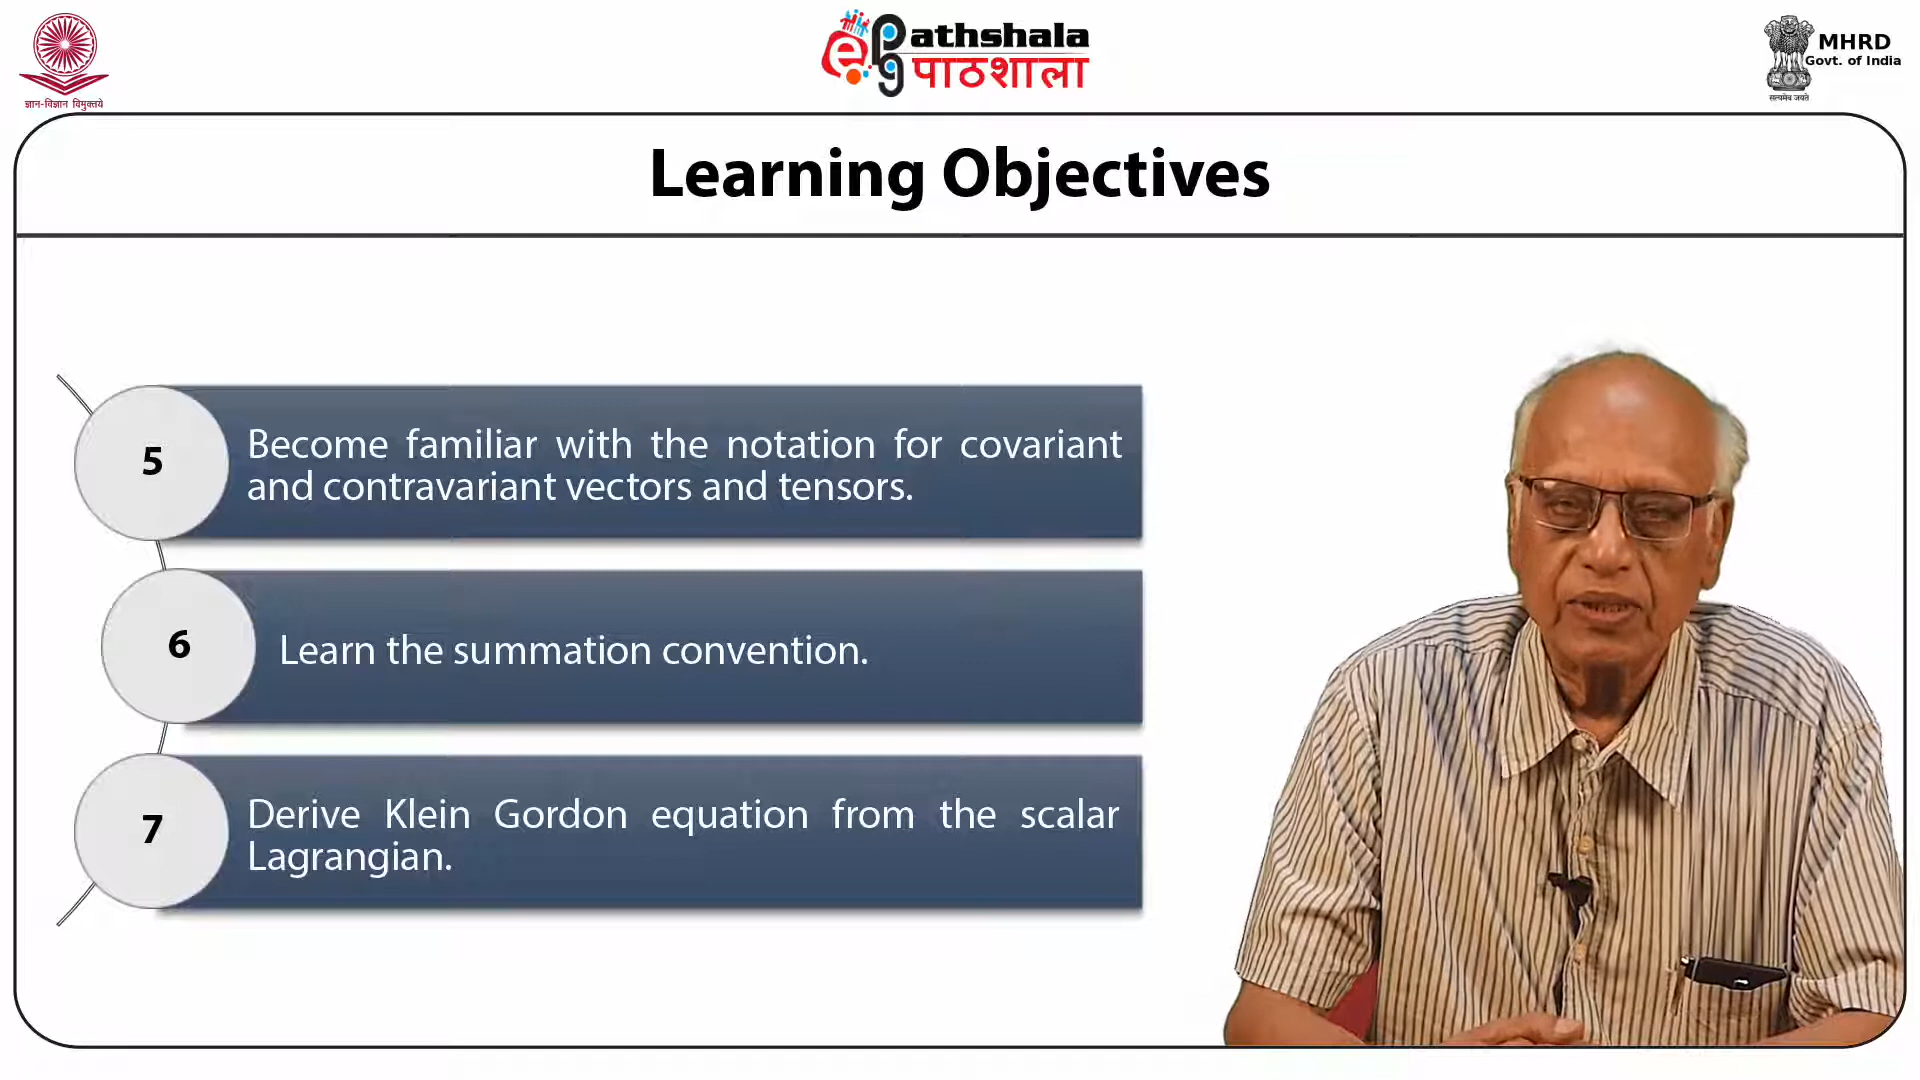 ज्ञान-विज्ञान विमुक्तये
ePathshala
पाठशाला
MHRD
Govt. of India
सत्यमेव जयते
Learning Objectives
5
Become familiar with the notation for covariant
and contravariant vectors and tensors.
6
Learn the summation convention.
7
Derive Klein Gordon equation from the scalar
Lagrangian.